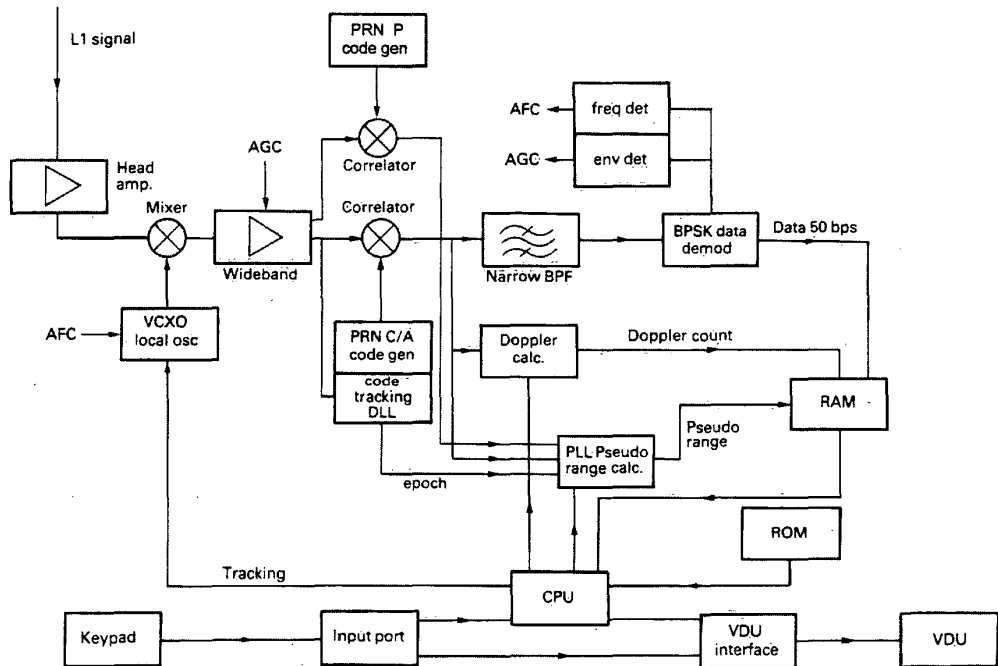 L1 signal
PRN P
code gen
AFC
freq det
AGC
env det
Head
amp.
AGC
Correlator
Mixer
Correlator
BPSK data
demod
Data 50 bps
Wideband
Narrow BPF
AFC
VCXO
local osc
PRN C/A
code gen
code
tracking
DLL
Doppler
calc.
Doppler count
RAM
Pseudo
range
PLL Pseudo
range calc.
epoch
ROM
Tracking
CPU
Keypad
Input port
VDU
interface
VDU